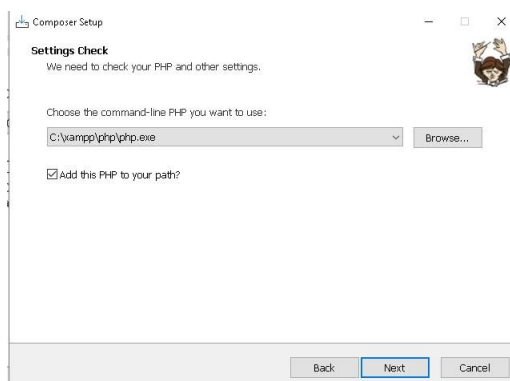 Composer Setup
Settings Check
We need to check your PHP and other settings.
Choose the command-line PHP you want to use:
C:\xampp\php\php.exe
Browse...
Add this PHP to your path?
Back
Next
Cancel